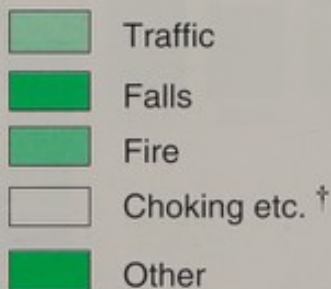 Traffic
Falls
Fire
Choking etc. †
Other